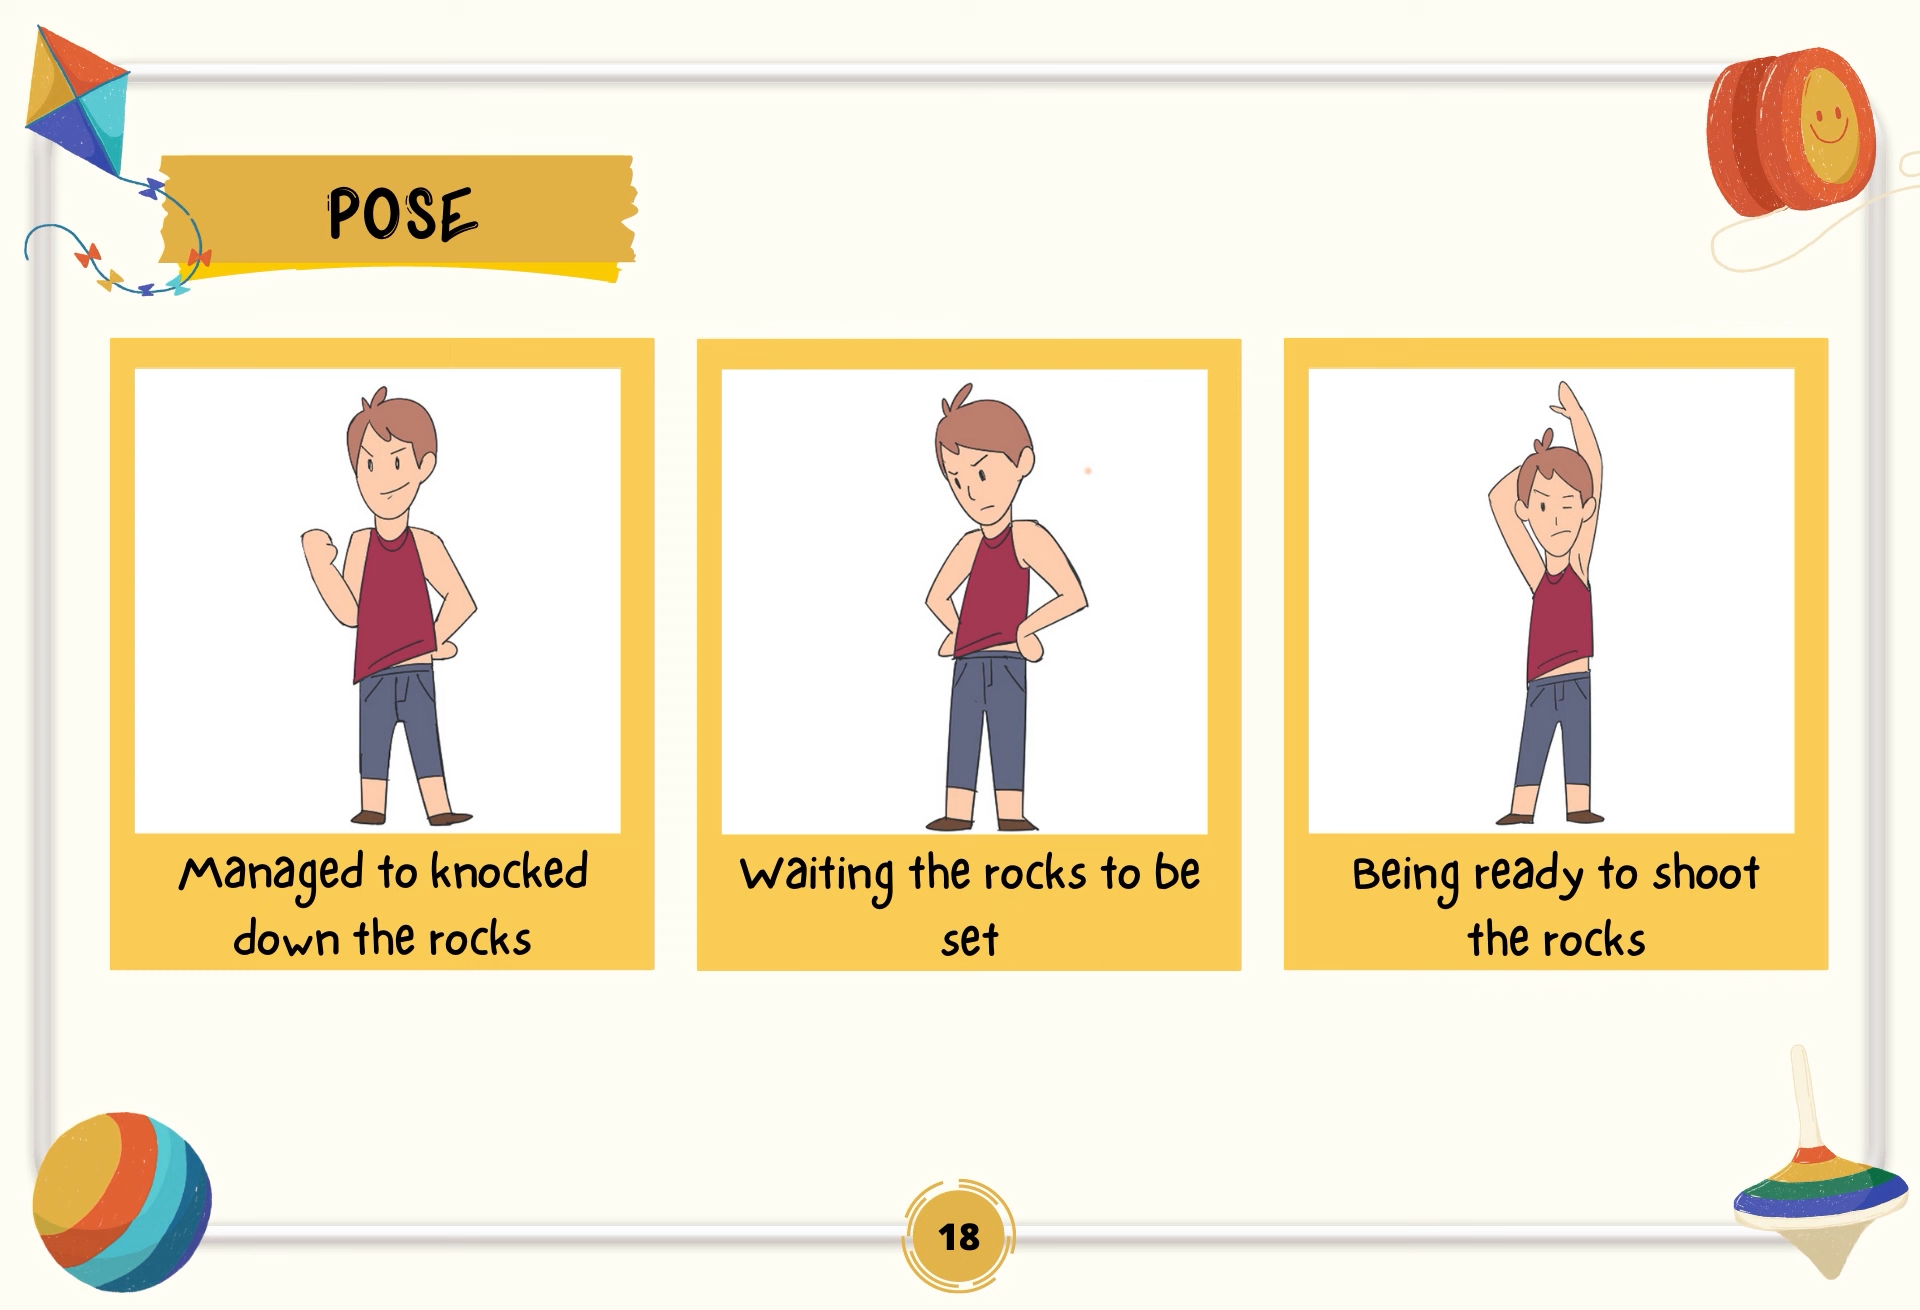 POSE
Managed to knocked
down the rocks
Waiting the rocks to be
set
Being ready to shoot
the rocks
18